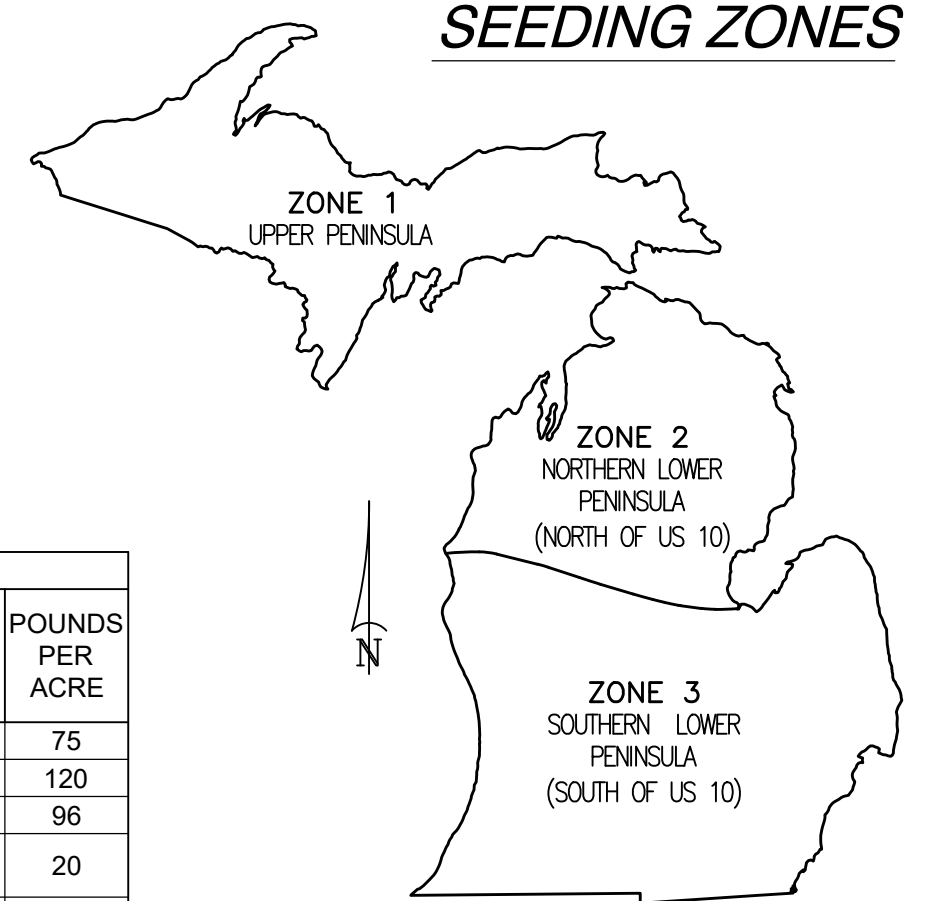 SEEDING ZONES
ZONE 1
UPPER PENINSULA
ZONE 2
NORTHERN LOWER
PENINSULA
(NORTH OF US 10)
N
ZONE 3
SOUTHERN LOWER
PENINSULA
(SOUTH OF US 10)
POUNDS
PER
ACRE
75
120
96
20